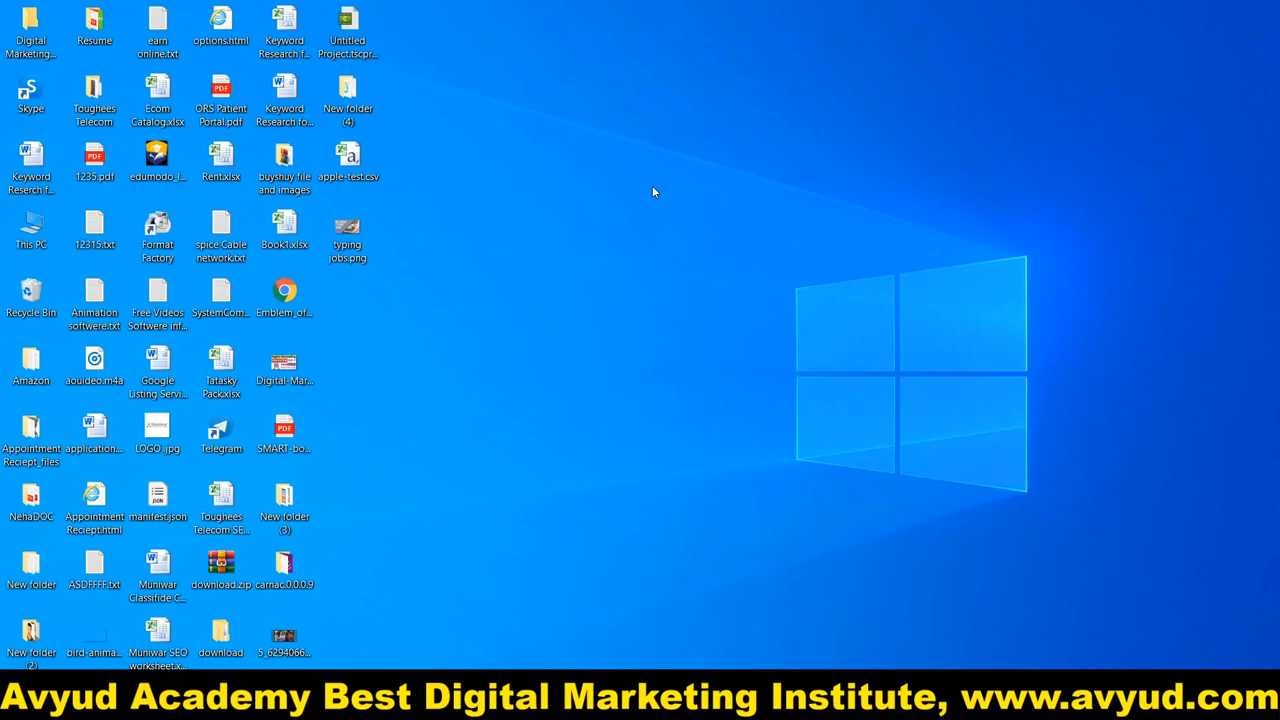 Digital
Marketing...
Resume
earn
online.txt
options.html
Keyword
Research f...
Untitled
Project.tscpr...
Skype
Toughees
Telecom
Ecom
Catalog.xlsx
ORS Patient
Portal.pdf
Keyword
Research fo...
New folder
(4)
Keyword
Reserch f...
1235.pdf
edumodo_l...
Rent.xlsx
buyshuy file
and images
apple-test.csv
This PC
12315.txt
Format
Factory
spice Cable
network.txt
Book1.xlsx
typing
jobs.png
Recycle Bin
Animation
softwere.txt
Free Videos
Softwere inf...
SystemCom...
Emblem_of...
Amazon
aouideo.m4a
Google
Listing Servi...
Tatasky
Pack.xlsx
Digital-Mar...
Appointment
Reciept_files
application...
LOGO .jpg
Telegram
SMART-bo...
NehaDOC
Appointment
Reciept.html
manifest.json
Toughees
Telecom SE...
New folder
(3)
New folder
ASDFFFF.txt
Muniwar
Classifide C...
download.zip
carnac.0.0.0.9
New folder
(2)
bird-anima...
Muniwar SEO
worksheet.x...
download
5_6294066...
Avyud Academy Best Digital Marketing Institute, www.avyud.com